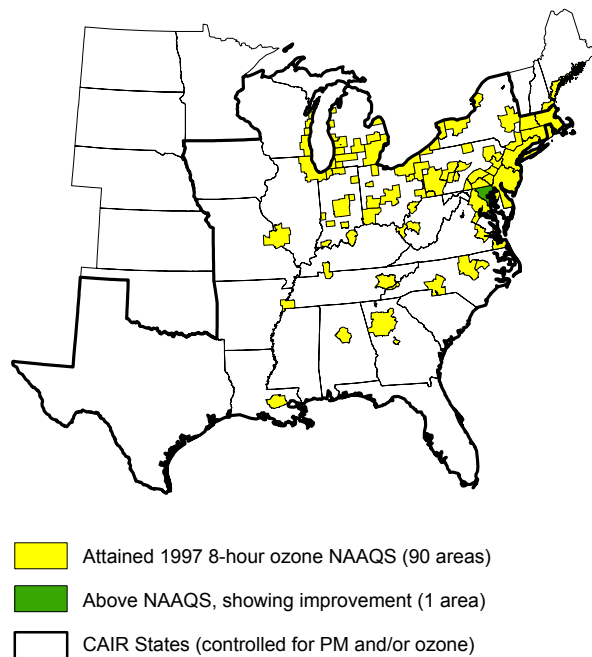 Attained 1997 8-hour ozone NAAQS (90 areas)
Above NAAQS, showing improvement (1 area)
CAIR States (controlled for PM and/or ozone)